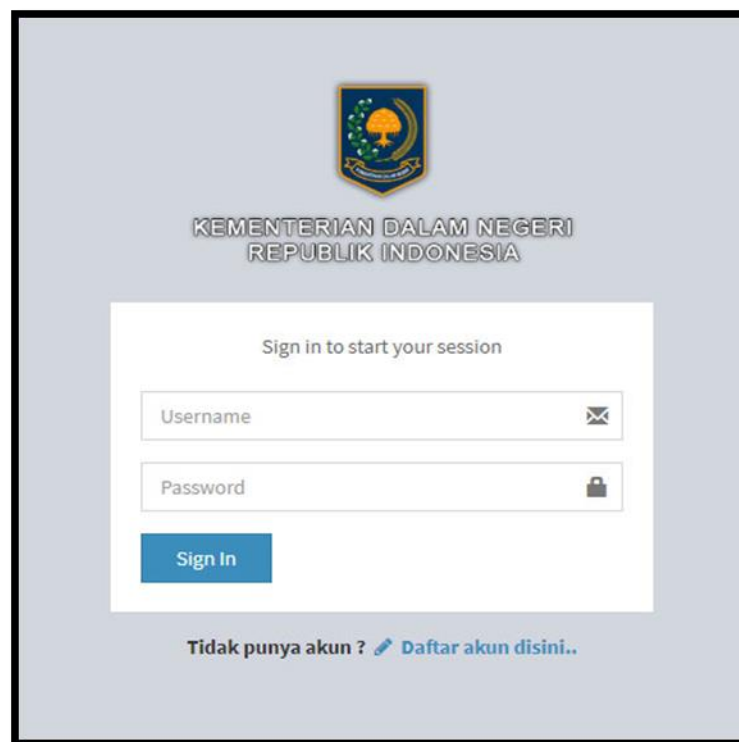 KEMENTERIAN DALAM NEGERI
REPUBLIK INDONESIA
Sign in to start your session
Username
Password
Sign In
Tidak punya akun ? Daftar akun disini..